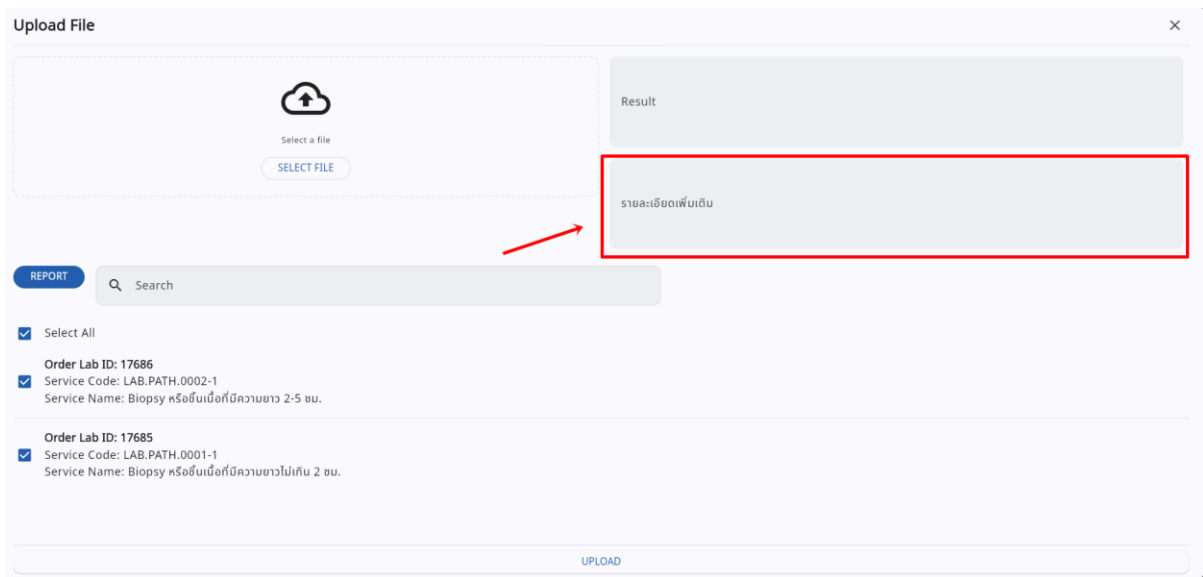 Upload File
Result
Select a file
SELECT FILE
รายละเอียดเพิ่มเติม
REPORT
Search
Select All
Order Lab ID: 17686
Service Code: LAB.PATH.0002-1
Service Name: Biopsy หรือชิ้นเนื้อที่มีความยาว 2-5 ซม.
Order Lab ID: 17685
Service Code: LAB.PATH.0001-1
Service Name: Biopsy หรือชิ้นเนื้อที่มีความยาวไม่เกิน 2 ซม.
UPLOAD